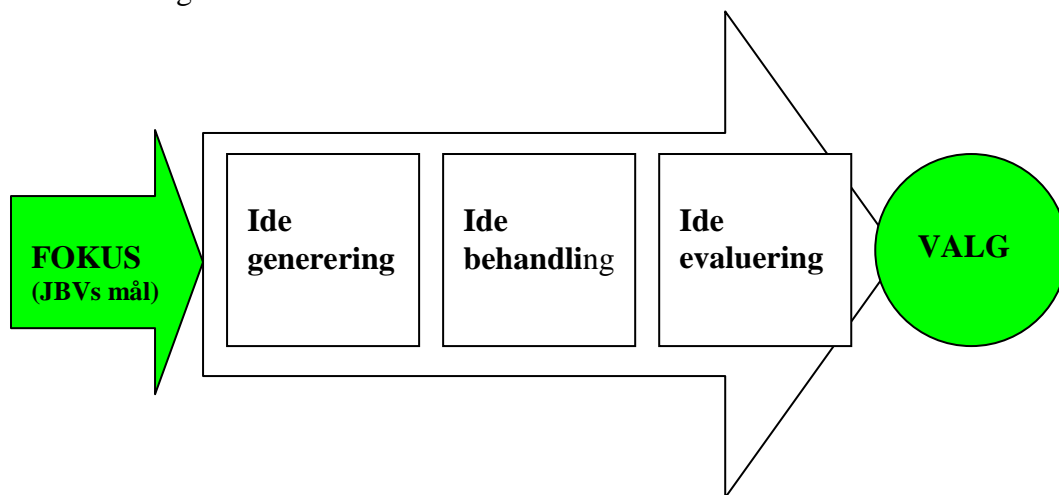 FOKUS
(JBVs mål)
Ide
generering
Ide
behandling
Ide
evaluering
VALG